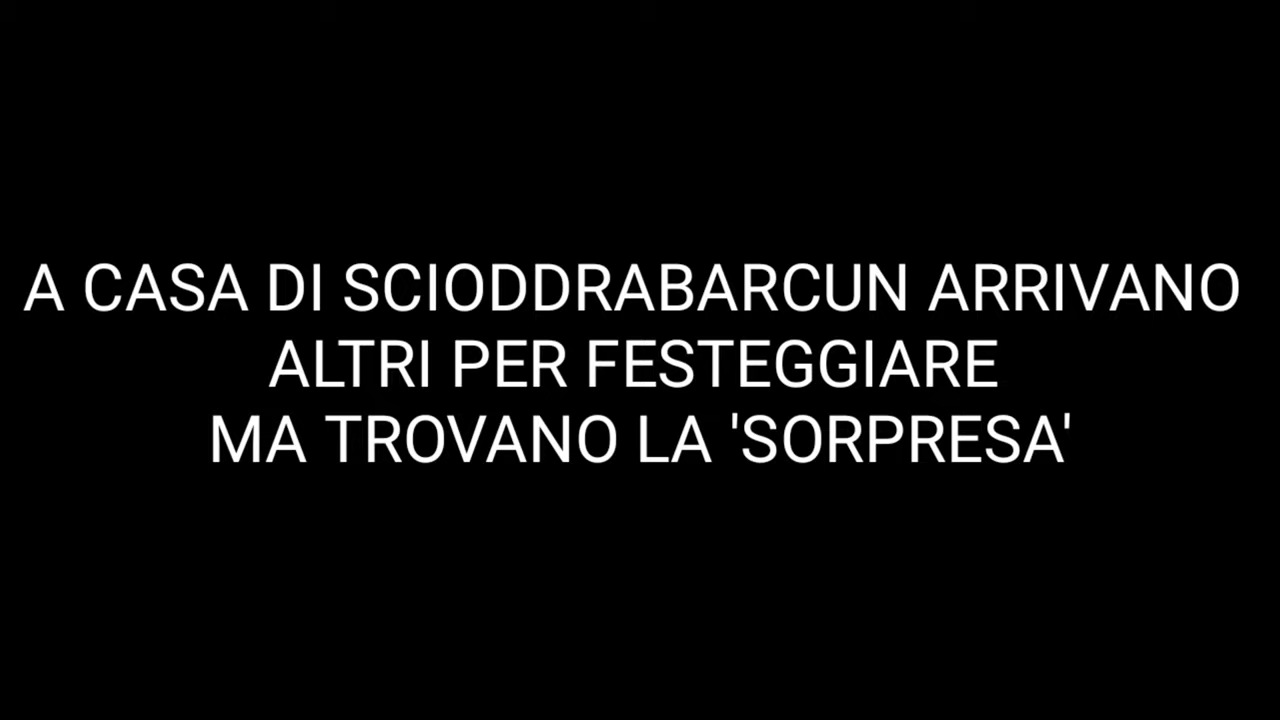 A CASA DI SCIODDRABARCUN ARRIVANO
ALTRI PER FESTEGGIARE
MA TROVANO LA 'SORPRESA'